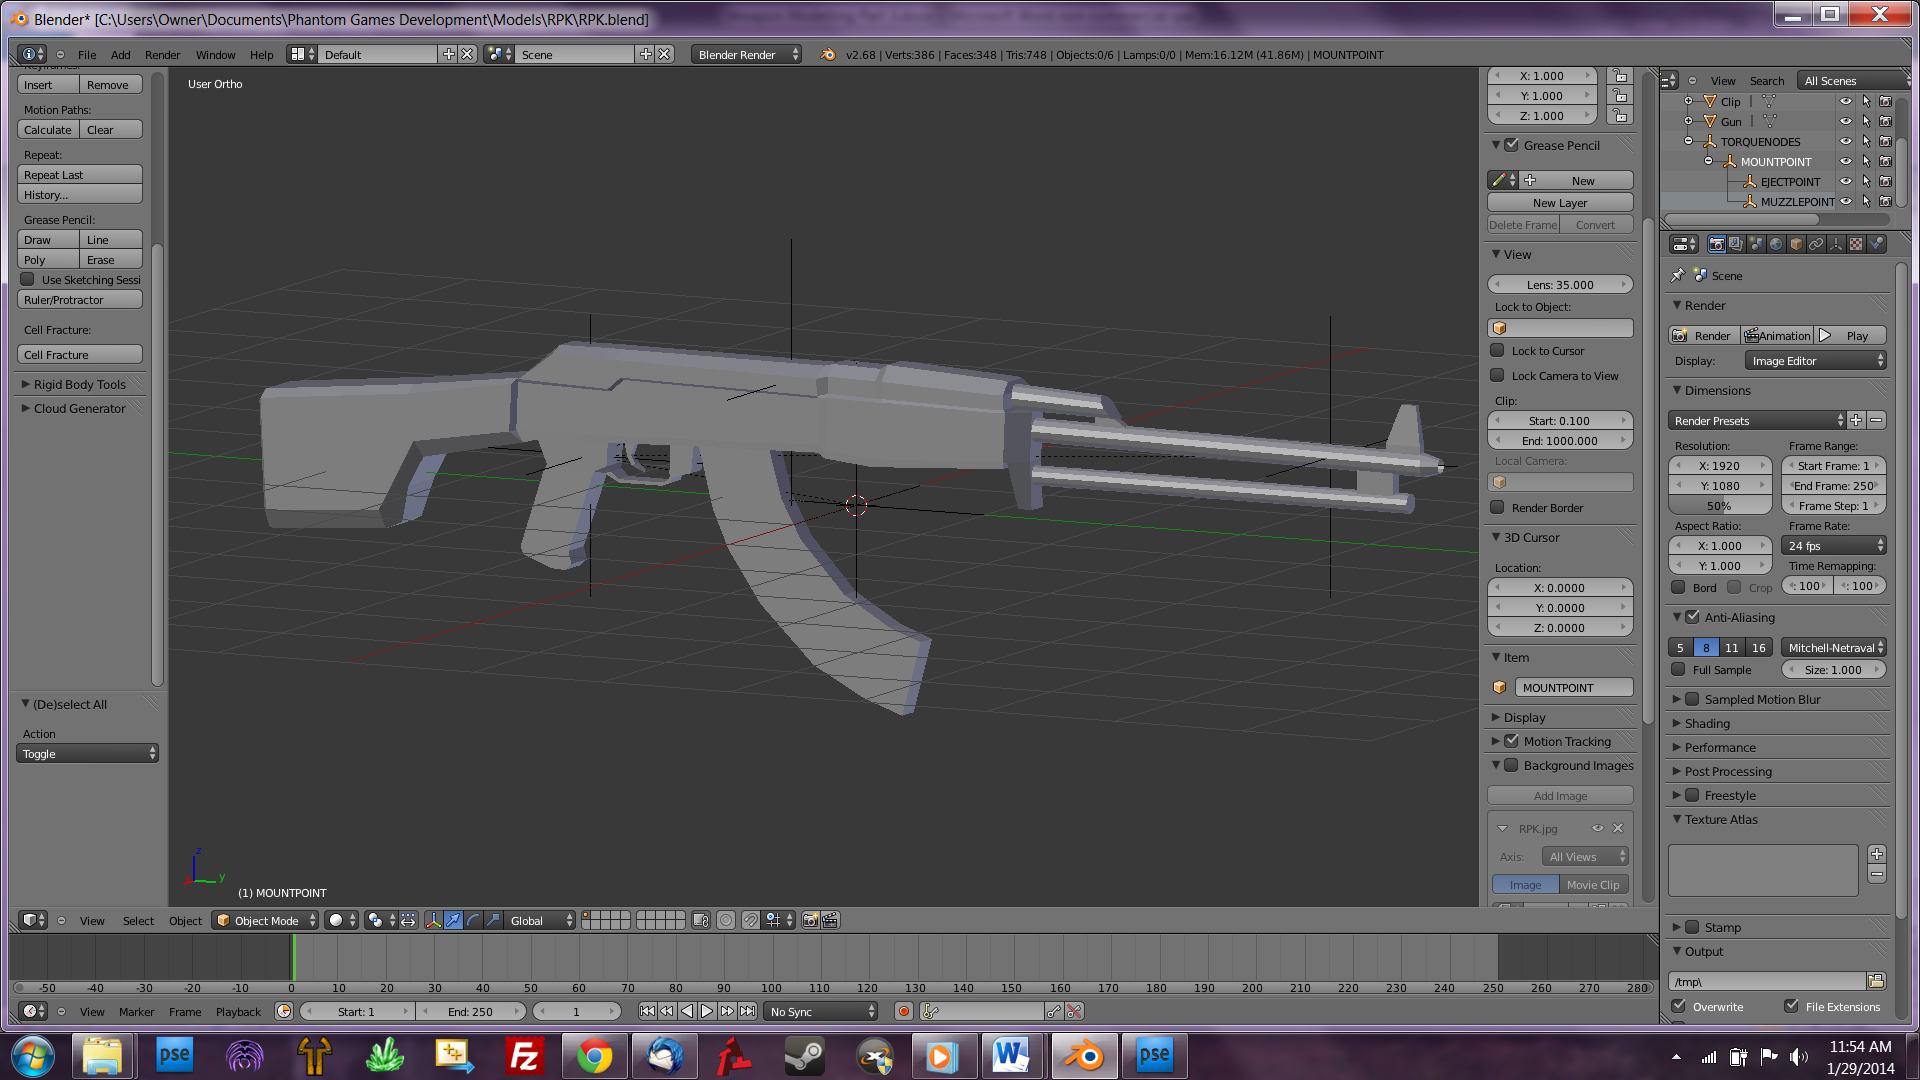 Blender* [C:\Users\Owner\Documents\Phantom Games Development\Models\RPK\RPK.blend]
File Add Render Window Help Default Scene Blender Render v2.68 | Verts:386 | Faces:348 | Tris:748 | Objects:0/6 | Lamps:0/0 | Mem:16.12M (41.86M) | MOUNTPOINT
Insert Remove
Motion Paths:
Calculate Clear
Repeat:
Repeat Last
History...
Grease Pencil:
Draw Line
Poly Erase
Use Sketching Sessi
Ruler/Protractor
Cell Fracture:
Cell Fracture
Rigid Body Tools
Cloud Generator
(De)select All
Action
Toggle
User Ortho
z
y
(1) MOUNTPOINT
X: 1.000
Y: 1.000
Z: 1.000
Grease Pencil
New
New Layer
Delete Frame Convert
View
Lens: 35.000
Lock to Object:
Lock to Cursor
Lock Camera to View
Clip:
Start: 0.100
End: 1000.000
Local Camera:
Render Border
3D Cursor
Location:
X: 0.0000
Y: 0.0000
Z: 0.0000
Item
MOUNTPOINT
Display
Motion Tracking
Background Images
Add Image
RPK.jpg
Axis: All Views
Image Movie Clip
View Search All Scenes
Clip
Gun
TORQUENODES
MOUNTPOINT
EJECTPOINT
MUZZLEPOINT
Scene
Render
Render Animation Play
Display: Image Editor
Dimensions
Render Presets
Resolution: Frame Range:
X: 1920 Start Frame: 1
Y: 1080 End Frame: 250
50% Frame Step: 1
Aspect Ratio: Frame Rate:
X: 1.000 24 fps
Y: 1.000 Time Remapping:
Bord Crop : 100 : 100
Anti-Aliasing
5 8 11 16 Mitchell-Netraval
Full Sample Size: 1.000
Sampled Motion Blur
Shading
Performance
Post Processing
Freestyle
Texture Atlas
Stamp
Output
/tmp\
Overwrite File Extensions
View Select Object Object Mode Global
-50 -40 -30 -20 -10 0 10 20 30 40 50 60 70 80 90 100 110 120 130 140 150 160 170 180 190 200 210 220 230 240 250 260 270 280
View Marker Frame Playback Start: 1 End: 250 1 No Sync
pse FZ W pse
11:54 AM
1/29/2014